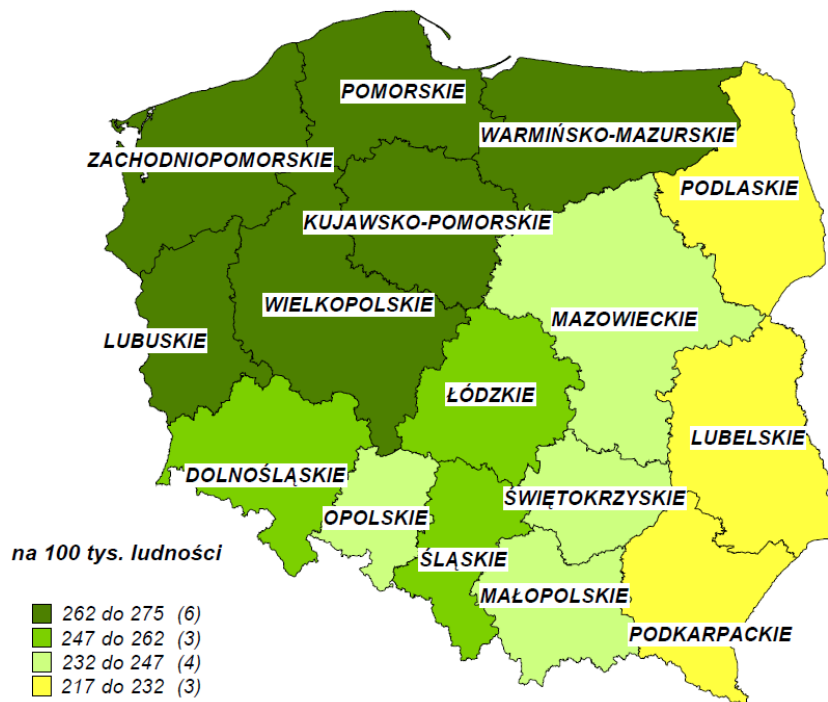 POMORSKIE
WARMIŃSKO-MAZURSKIE
ZACHODNIOPOMORSKIE
PODLASKIE
KUJAWSKO-POMORSKIE
WIELKOPOLSKIE
MAZOWIECKIE
LUBUSKIE
ŁÓDZKIE
LUBELSKIE
DOLNOŚLĄSKIE
ŚWIĘTOKRZYSKIE
OPOLSKIE
ŚLĄSKIE
MAŁOPOLSKIE
PODKARPACKIE
na 100 tys. ludności
262 do 275 (6)
247 do 262 (3)
232 do 247 (4)
217 do 232 (3)